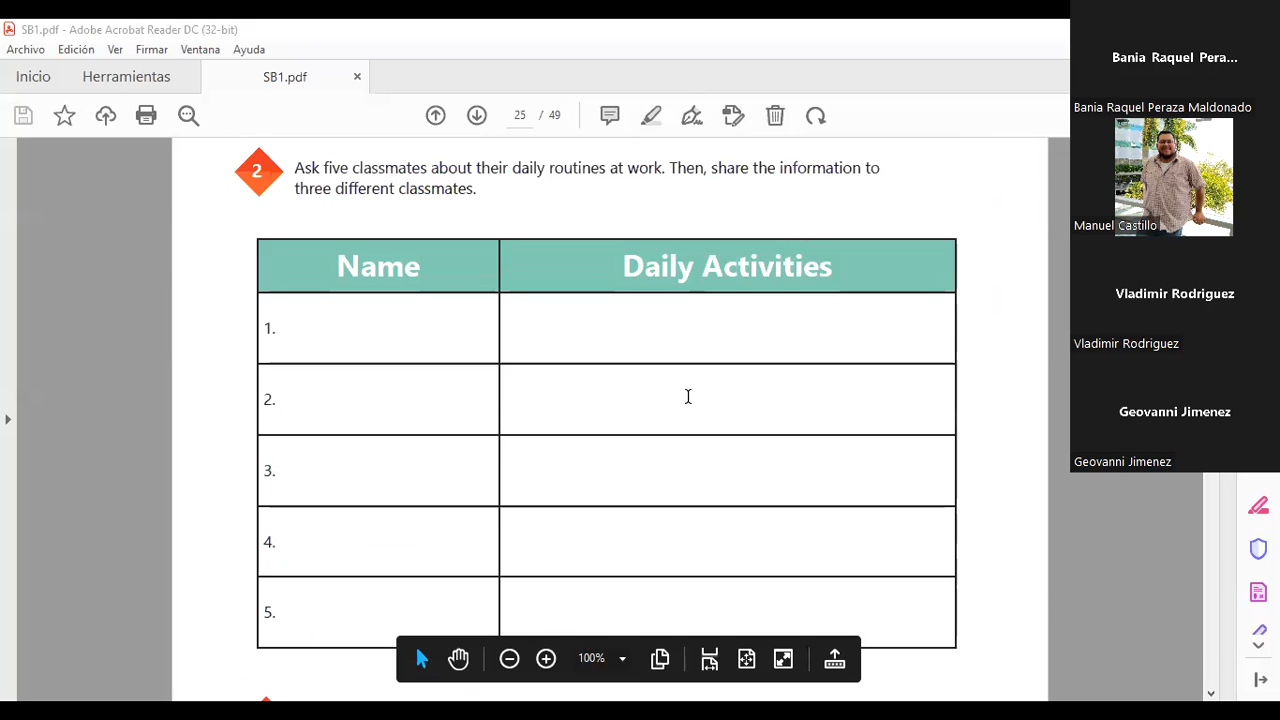 SB1.pdf - Adobe Acrobat Reader DC (32-bit)
Archivo Edición Ver Firmar Ventana Ayuda
Inicio Herramientas SB1.pdf ×
25 / 49
2 Ask five classmates about their daily routines at work. Then, share the information to
three different classmates.
Name Daily Activities
1.
2.
3.
4.
5.
100%
Bania Raquel Pera...
Bania Raquel Peraza Maldonado
Manuel Castillo
Vladimir Rodriguez
Vladimir Rodriguez
Geovanni Jimenez
Geovanni Jimenez